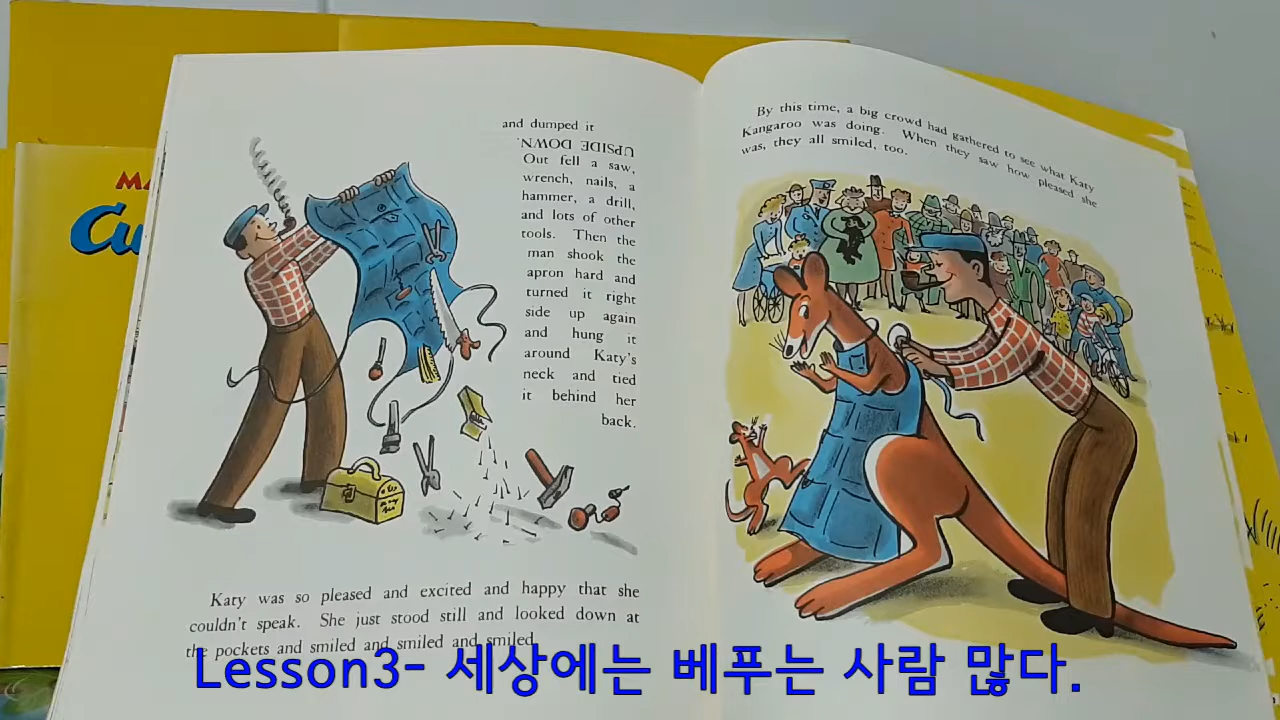 MA
Cu
and dumped it
UPSIDE DOWN.
Out fell a saw,
wrench, nails, a
hammer, a drill,
and lots of other
tools. Then the
man shook the
apron hard and
turned it right
side up again
and hung it
around Katy's
neck and tied
it behind her
back.
Katy was so pleased and excited and happy that she
couldn't speak. She just stood still and looked down at
the pockets and smiled and smiled and smiled.
By this time, a big crowd had gathered to see what Katy
Kangaroo was doing. When they saw how pleased she
was, they all smiled, too.
Lesson3- 세상에는 베푸는 사람 많다.